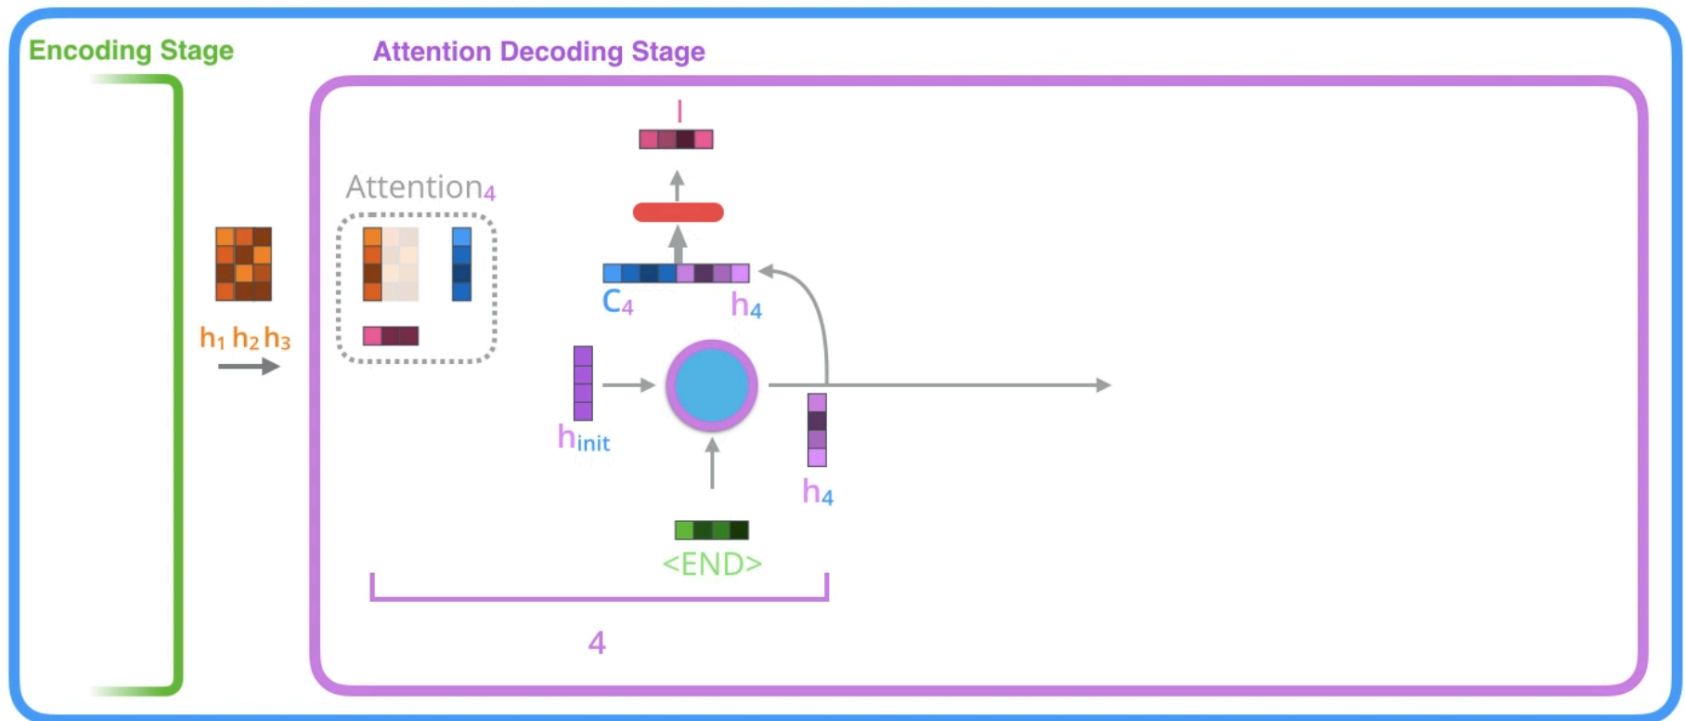 Encoding Stage
Attention Decoding Stage
I
Attention4
C4 h4
h1 h2 h3
hinit
h4
<END>
4